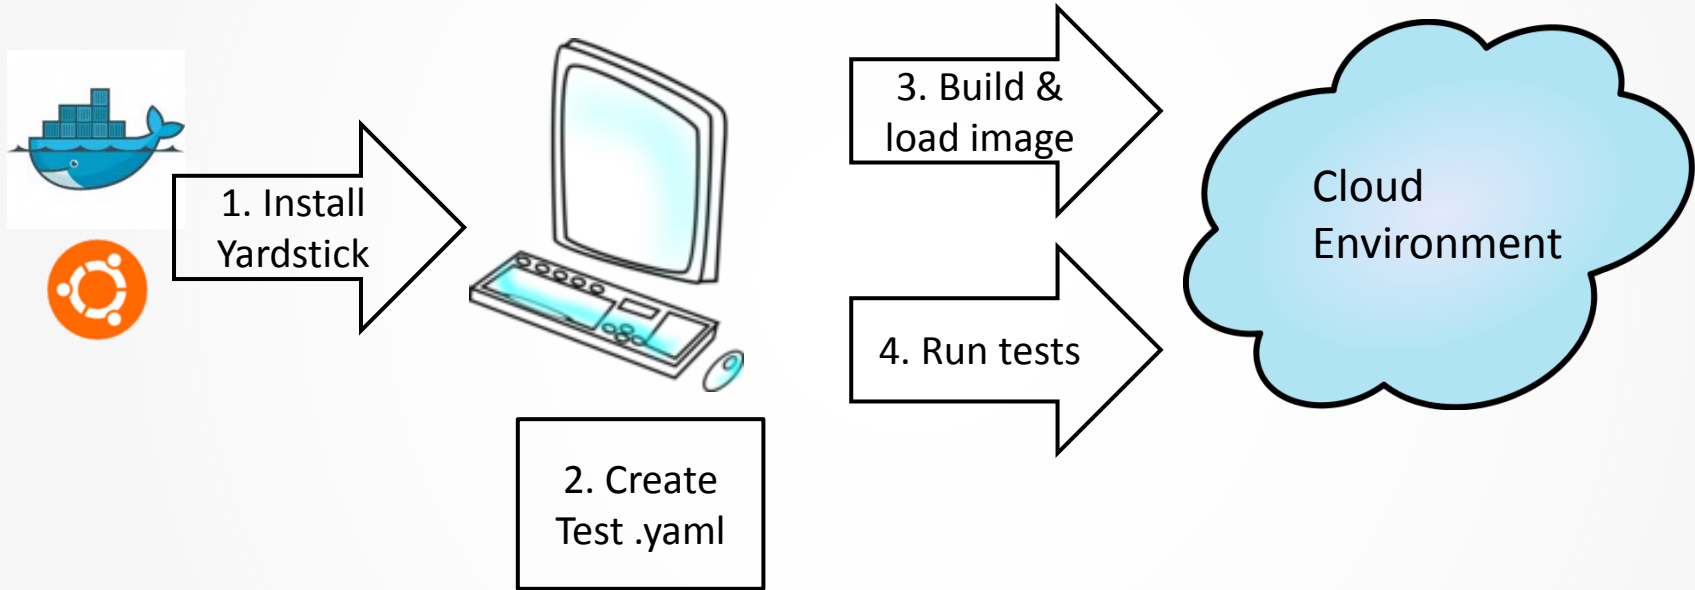 1. Install
Yardstick
2. Create
Test .yaml
3. Build &
load image
4. Run tests
Cloud
Environment